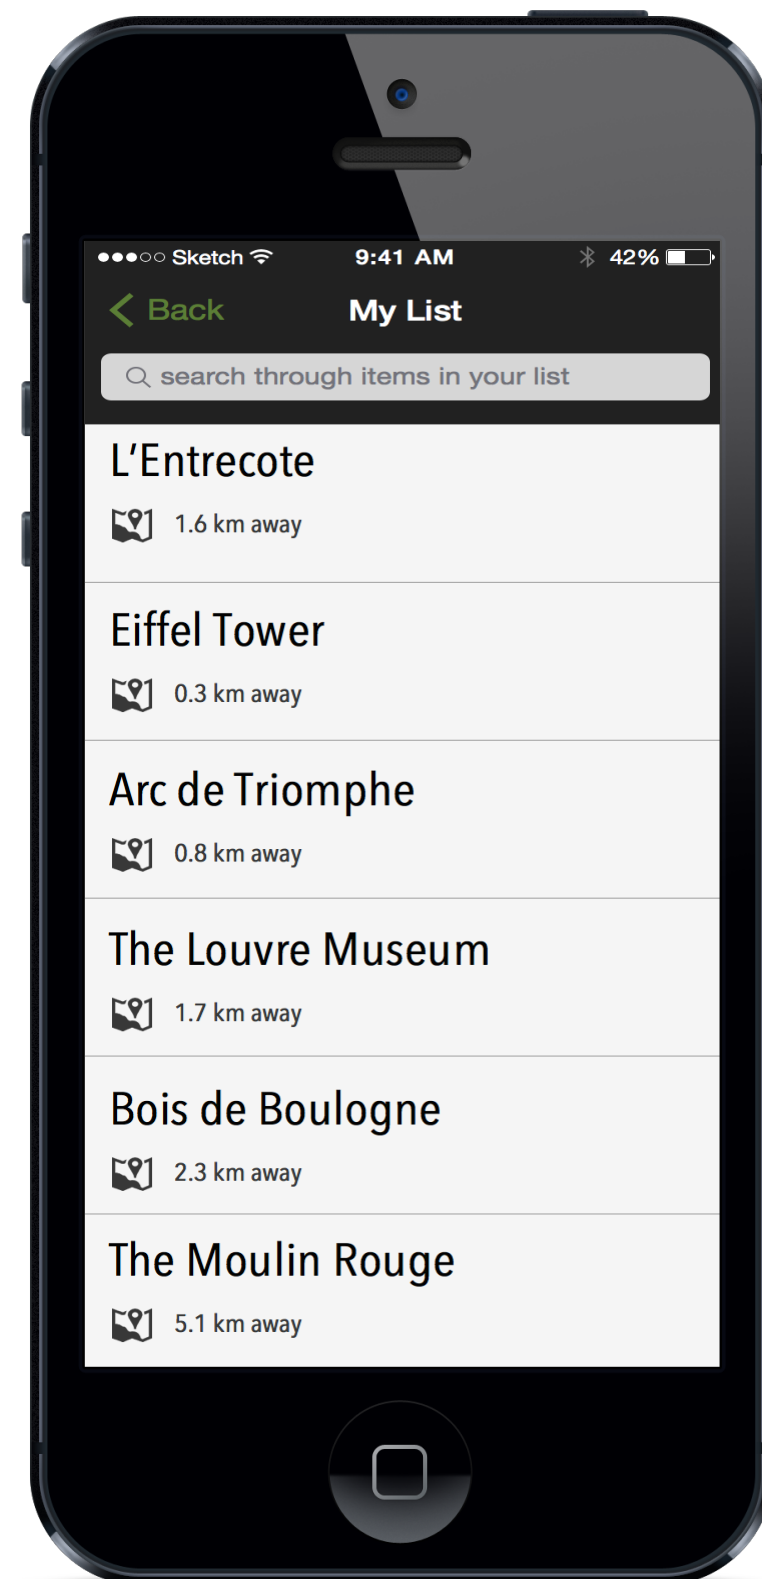 Sketch 9:41 AM 42%
Back My List
search through items in your list
L’Entrecote
1.6 km away
Eiffel Tower
0.3 km away
Arc de Triomphe
0.8 km away
The Louvre Museum
1.7 km away
Bois de Boulogne
2.3 km away
The Moulin Rouge
5.1 km away